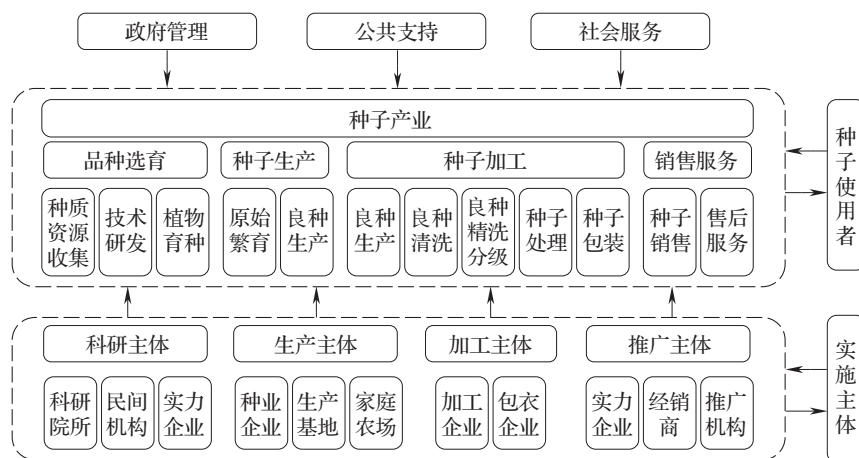 政府管理
公共支持
社会服务
种子产业
品种选育
种子生产
种子加工
销售服务
种质
资源
收集
技术
研发
植物
育种
原始
繁育
良种
生产
良种
生产
良种
清洗
良种
精洗
分级
种子
处理
种子
包装
种子
销售
售后
服务
种子使用者
科研主体
生产主体
加工主体
推广主体
科研
院所
民间
机构
实力
企业
种业
企业
生产
基地
家庭
农场
加工
企业
包衣
企业
实力
企业
经销
商
推广
机构
实施主体